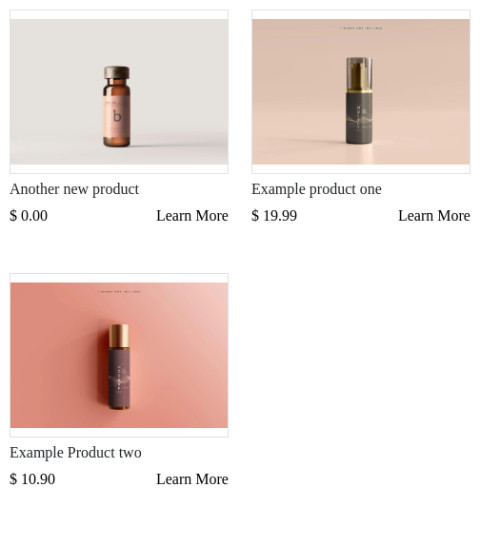 b
Another new product
$ 0.00
Learn More
Example product one
$ 19.99
Learn More
Example Product two
$ 10.90
Learn More